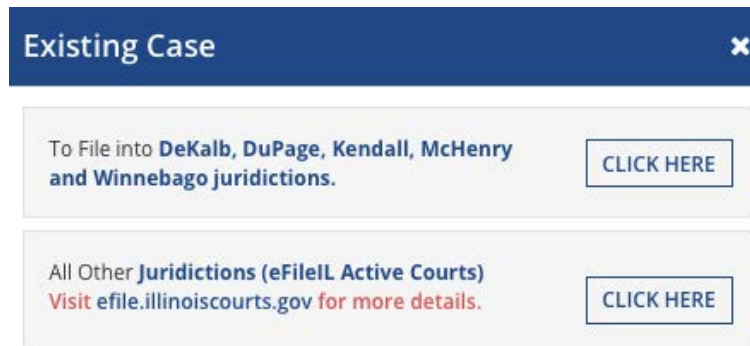 Existing Case
To File into DeKalb, DuPage, Kendall, McHenry
and Winnebago juridictions.
CLICK HERE
All Other Juridictions (eFileIL Active Courts)
Visit efile.illinoiscourts.gov for more details.
CLICK HERE